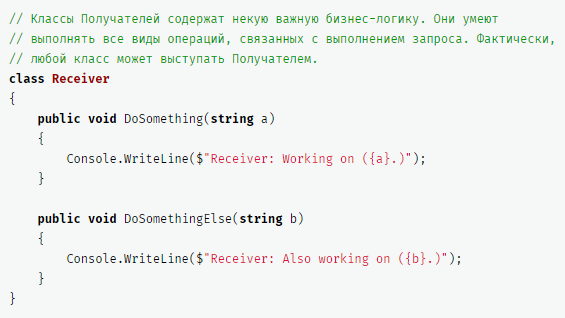 // Классы Получателей содержат некую важную бизнес-логику. Они умеют
// выполнять все виды операций, связанных с выполнением запроса. Фактически,
// любой класс может выступать Получателем.
class Receiver
{
    public void DoSomething(string a)
    {
        Console.WriteLine($"Receiver: Working on ({a}.)");
    }

    public void DoSomethingElse(string b)
    {
        Console.WriteLine($"Receiver: Also working on ({b}.)");
    }
}